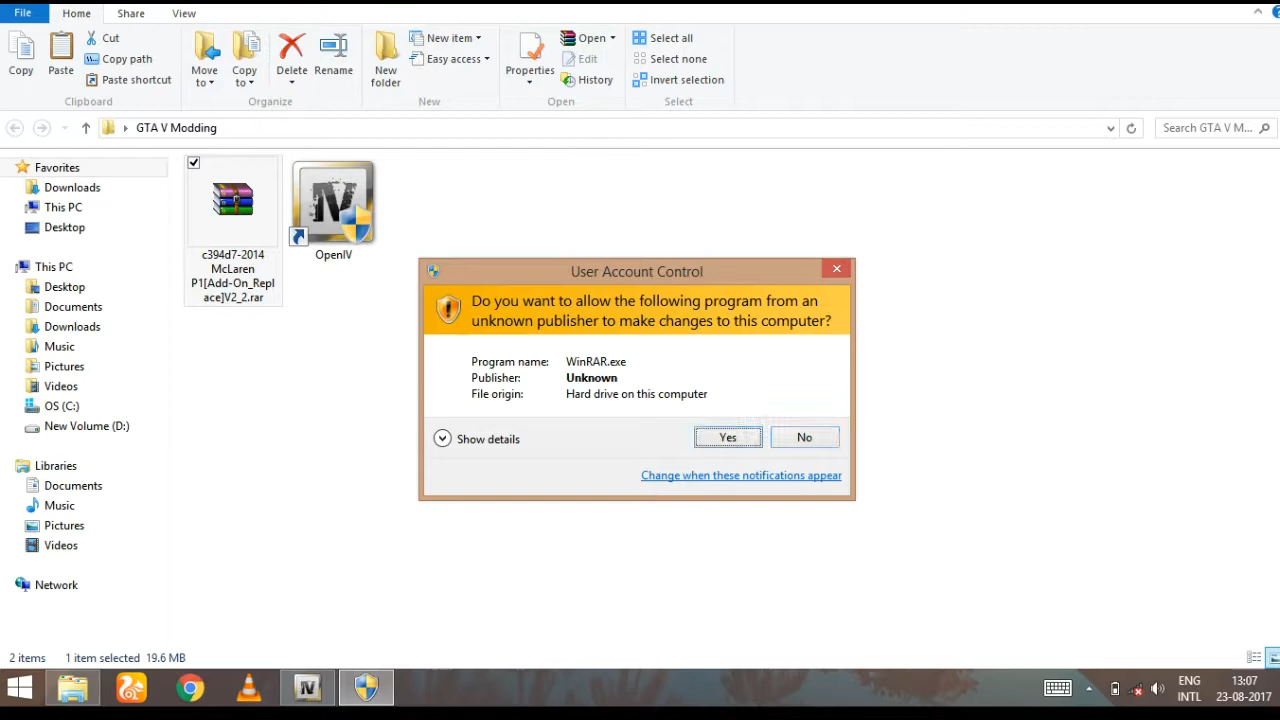 File
Home
Share
View
Copy
Paste
Cut
Copy path
Paste shortcut
Clipboard
Move to
Copy to
Delete
Rename
Organize
New folder
New item
Easy access
New
Properties
Open
Edit
History
Open
Select all
Select none
Invert selection
Select
GTA V Modding
Search GTA V M...
Favorites
Downloads
This PC
Desktop
This PC
Desktop
Documents
Downloads
Music
Pictures
Videos
OS (C:)
New Volume (D:)
Libraries
Documents
Music
Pictures
Videos
Network
c394d7-2014
McLaren
P1[Add-On_Repl
ace]V2_2.rar
IV
OpenIV
User Account Control
Do you want to allow the following program from an
unknown publisher to make changes to this computer?
Program name: WinRAR.exe
Publisher: Unknown
File origin: Hard drive on this computer
Show details
Yes
No
Change when these notifications appear
2 items 1 item selected 19.6 MB
IV
ENG
INTL
13:07
23-08-2017